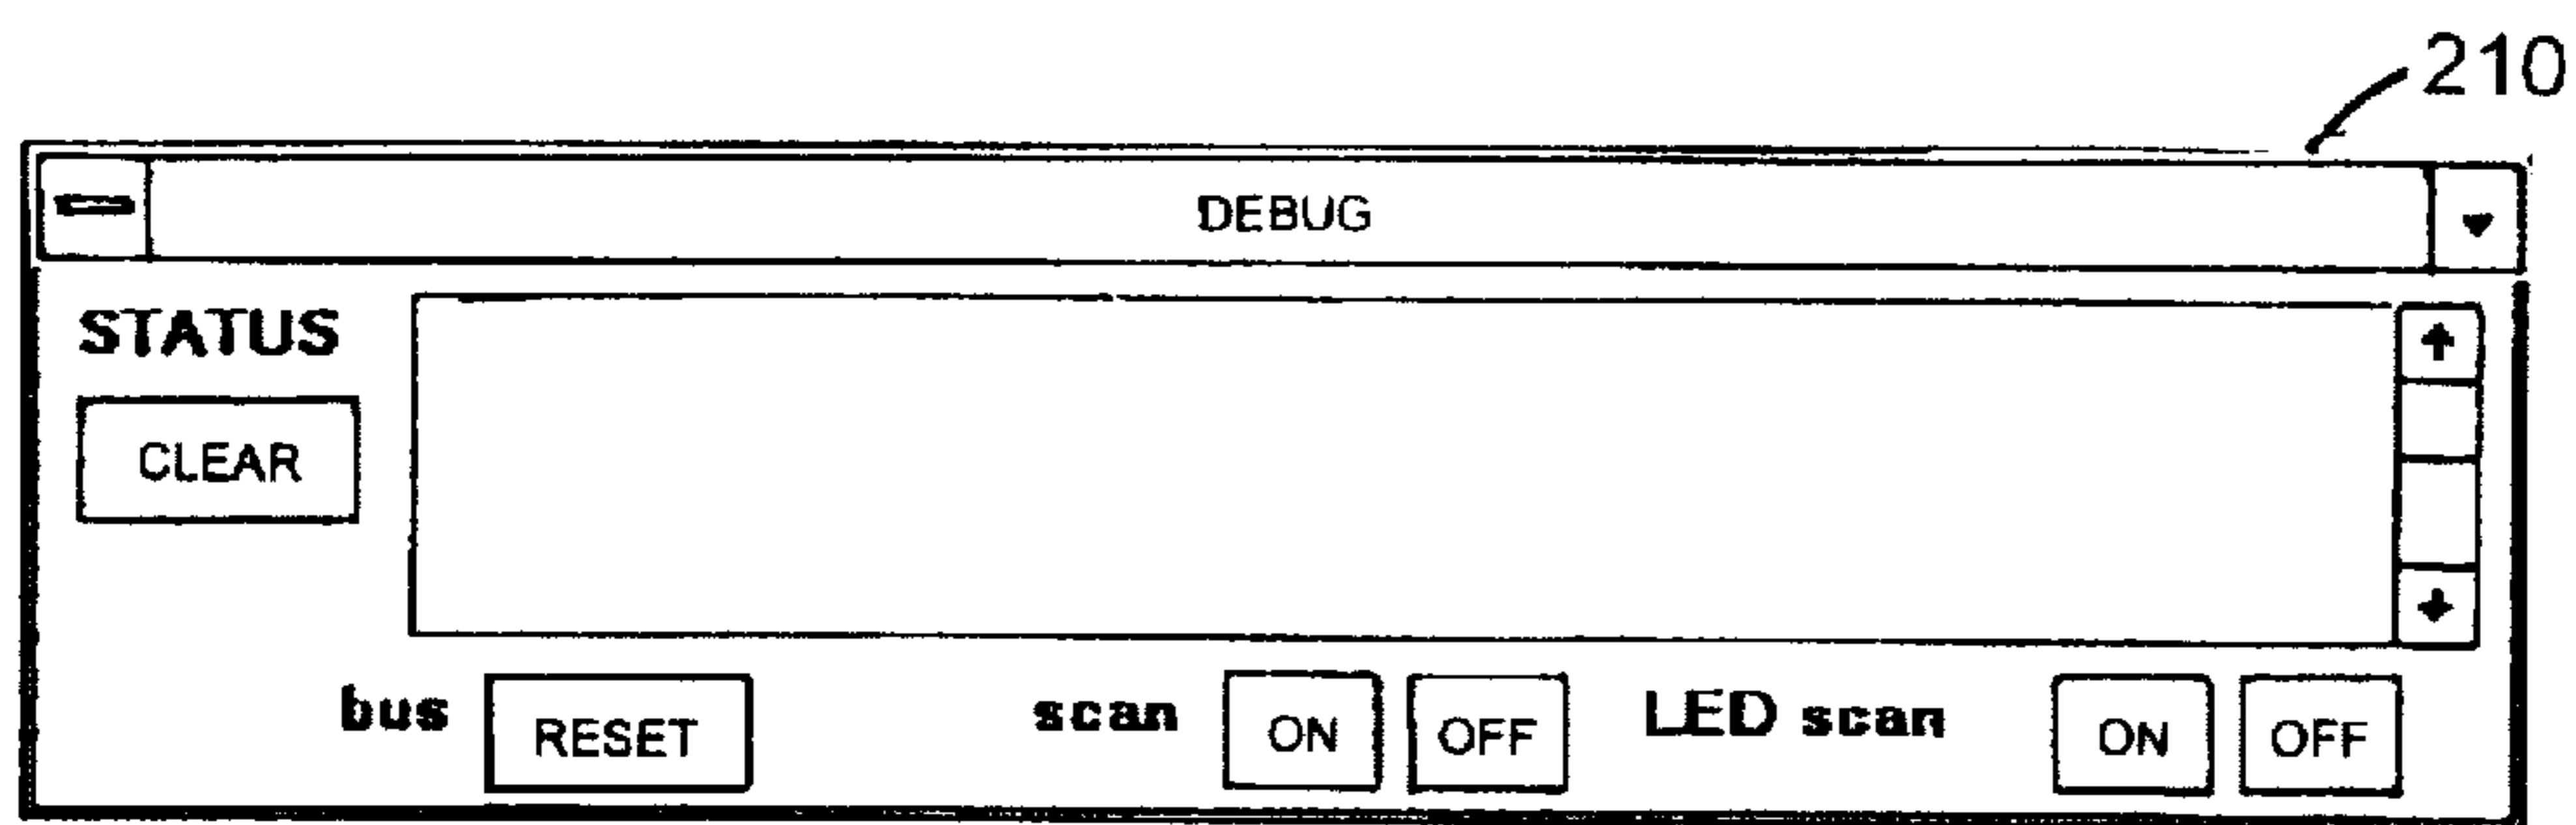 210
DEBUG
STATUS
CLEAR
bus RESET scan ON OFF LED scan ON OFF